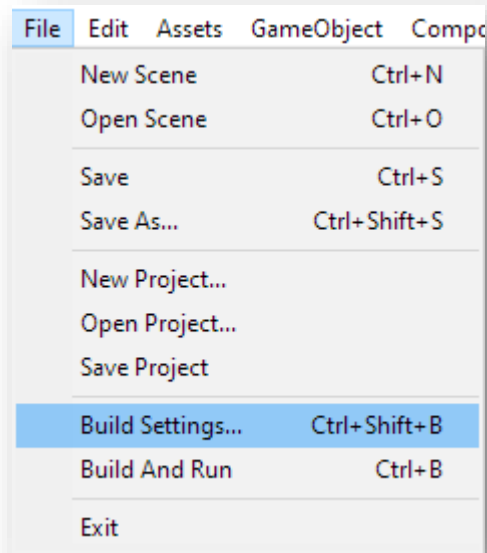 File Edit Assets GameObject Compo
New Scene Ctrl+N
Open Scene Ctrl+O
Save Ctrl+S
Save As... Ctrl+Shift+S
New Project...
Open Project...
Save Project
Build Settings... Ctrl+Shift+B
Build And Run Ctrl+B
Exit